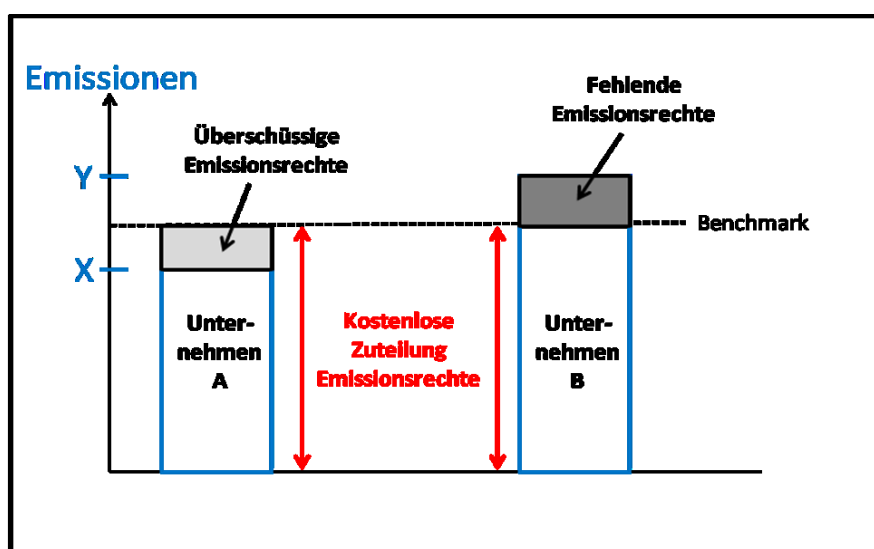 Emissionen
Überschüssige
Emissionsrechte
Fehlende
Emissionsrechte
Y
Benchmark
X
Unter-
nehmen
A
Kostenlose
Zuteilung
Emissionsrechte
Unter-
nehmen
B